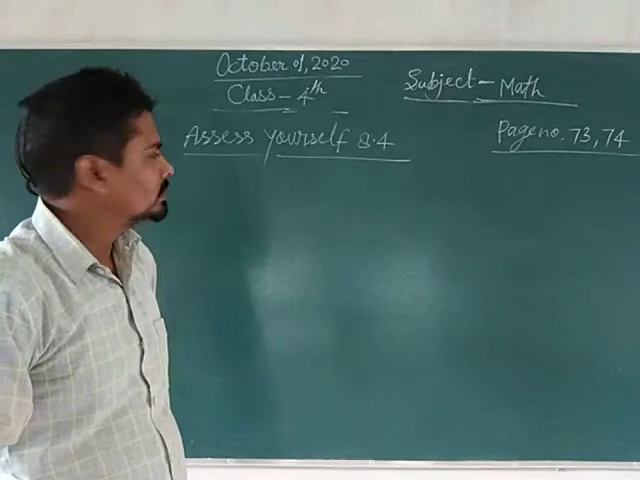 October 01, 2020
Class - 4th
Subject - Math
Assess yourself 8.4
Page no. 73, 74